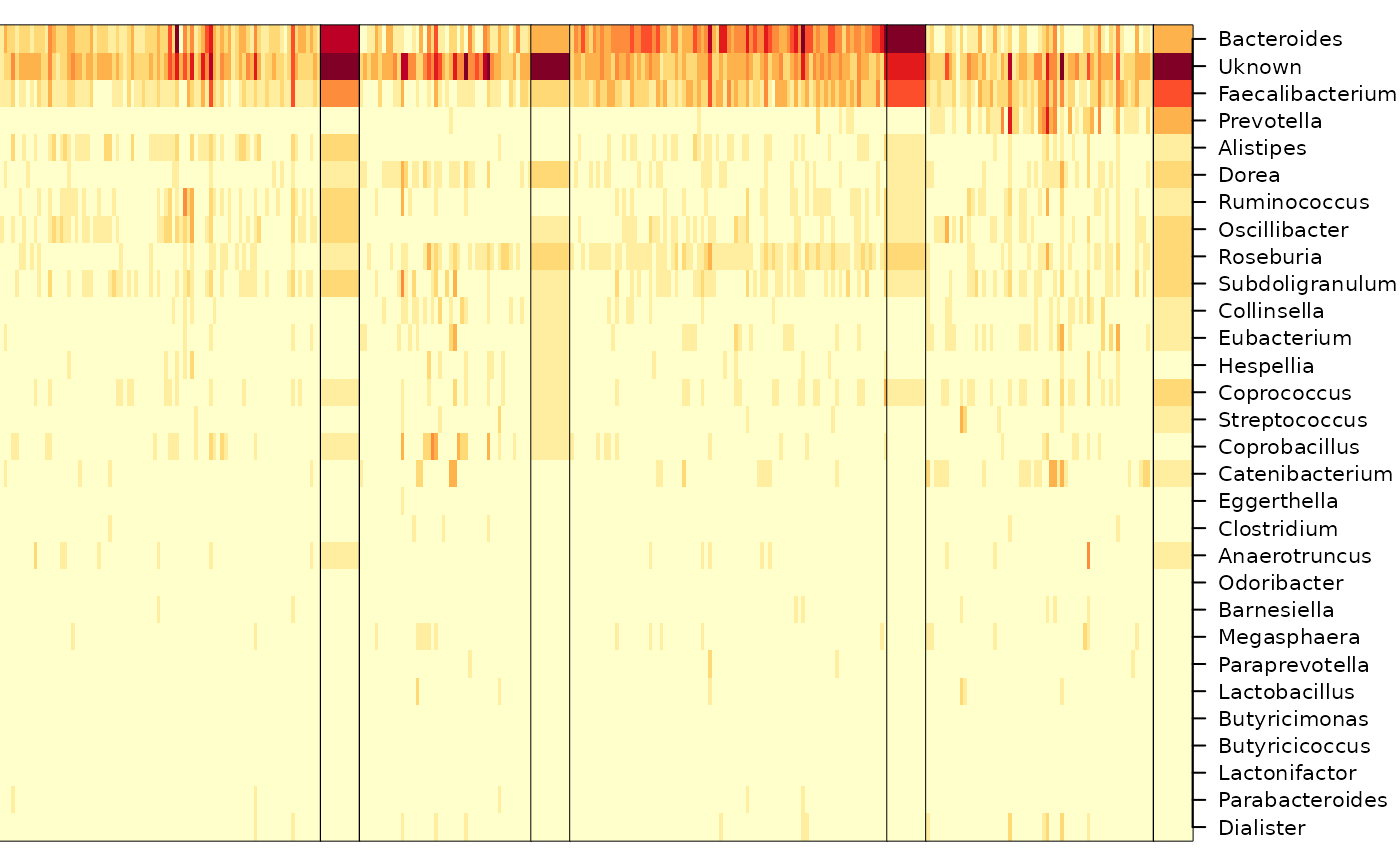 Bacteroides
Uknown
Faecalibacterium
Prevotella
Alistipes
Dorea
Ruminococcus
Oscillibacter
Roseburia
Subdoligranulum
Collinsella
Eubacterium
Hespellia
Coprococcus
Streptococcus
Coprobacillus
Catenibacterium
Eggerthella
Clostridium
Anaerotruncus
Odoribacter
Barnesiella
Megasphaera
Paraprevotella
Lactobacillus
Butyricimonas
Butyricicoccus
Lactonifactor
Parabacteroides
Dialister